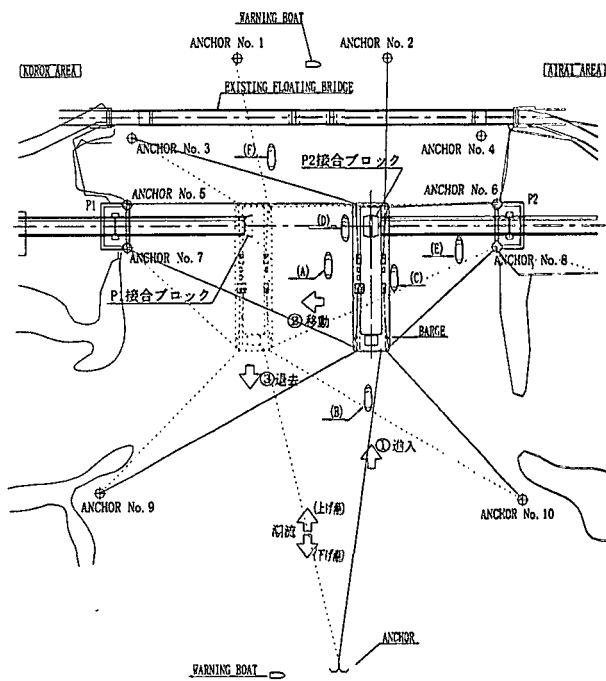 WARNING BOAT
ANCHOR No. 1
ANCHOR No. 2
KOROR AREA
AIRAI AREA
EXISTING FLOATING BRIDGE
ANCHOR No. 3
(F)
ANCHOR No. 4
P2接合ブロック
ANCHOR No. 5
ANCHOR No. 6
P1
P2
(D)
(E)
ANCHOR No. 7
ANCHOR No. 8
(A)
(C)
P1接合ブロック
②移動
BARGE
③退去
(B)
①進入
ANCHOR No. 9
ANCHOR No. 10
(上げ潮)
潮流
(下げ潮)
ANCHOR
WARNING BOAT